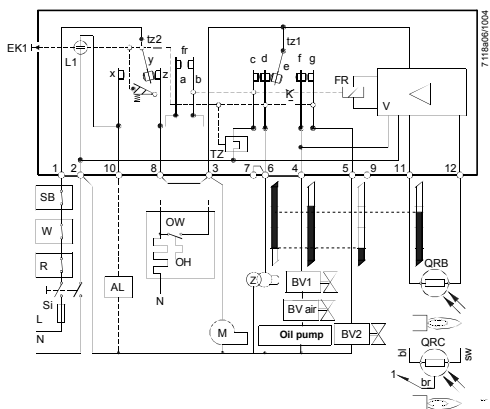 7118a06/1004
EK1
L1
tz2
x
y
z
fr
a
b
tz1
c
d
e
f
g
K
FR
V
TZ
1
2
10
8
3
7
6
4
5
9
11
12
SB
W
R
Si
L
N
AL
OW
OH
N
M
Z
BV1
BV air
Oil pump
BV2
QRB
QRC
bl
sw
br
1